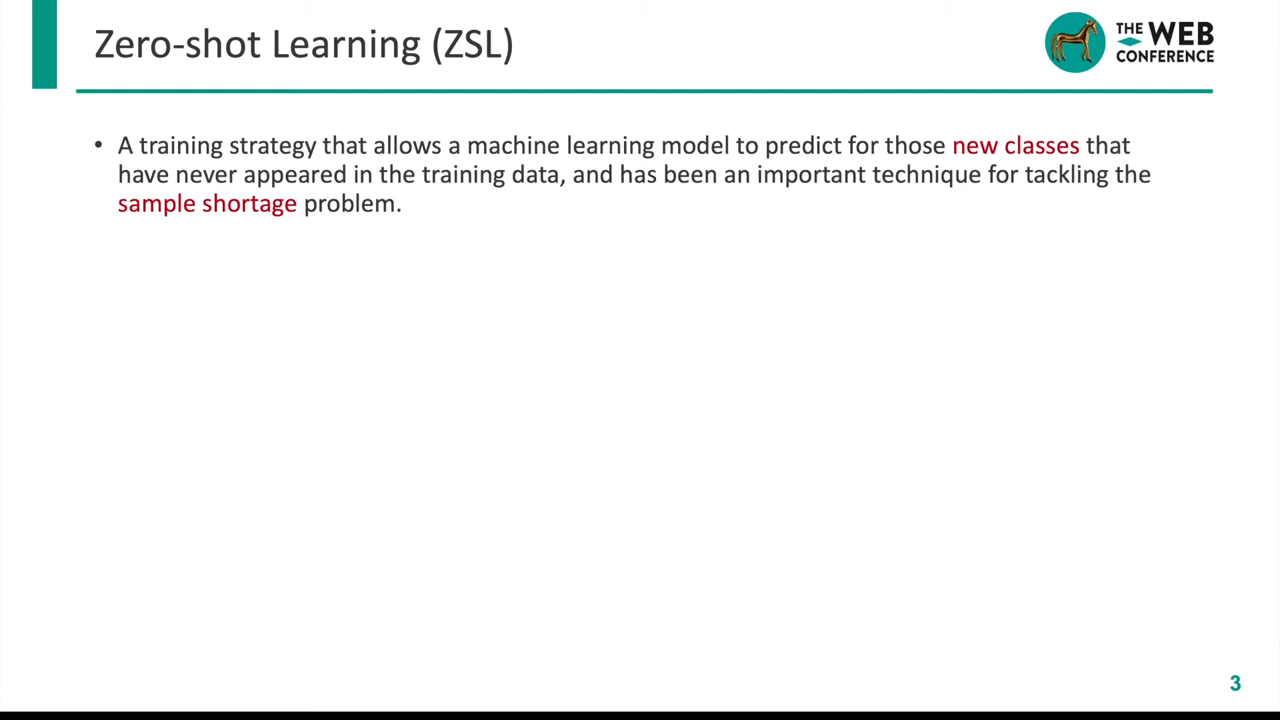 Zero-shot Learning (ZSL)
THE WEB
CONFERENCE
• A training strategy that allows a machine learning model to predict for those new classes that
have never appeared in the training data, and has been an important technique for tackling the
sample shortage problem.
3